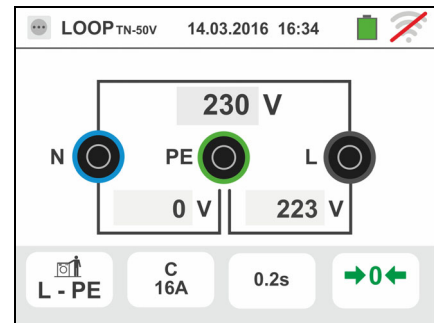 LOOP TN-50V 14.03.2016 16:34
230 V
N PE L
0 V 223 V
L - PE
C
16A
0.2s
0